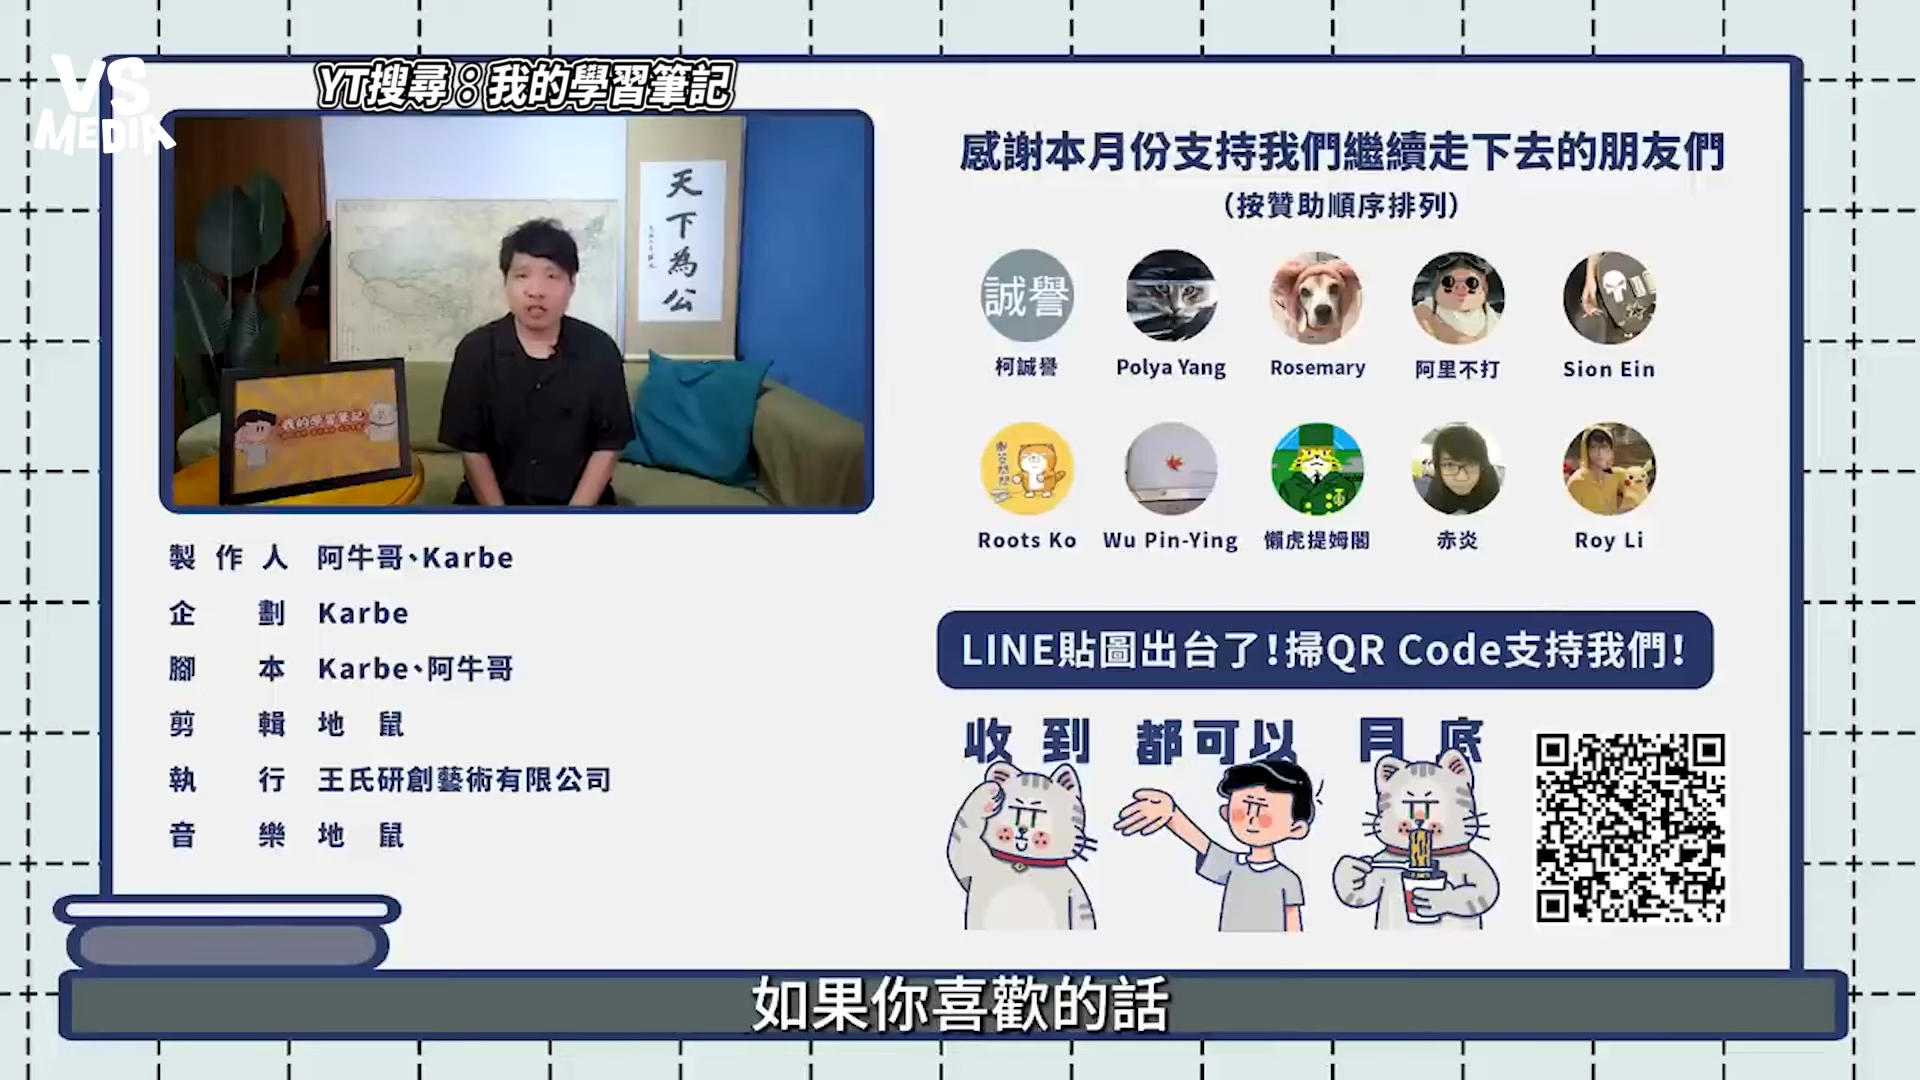 VS
MEDIA
YT搜尋：我的學習筆記
天下為公
我的學習筆記
製作人 阿牛哥、Karbe
企劃 Karbe
腳本 Karbe、阿牛哥
剪輯 地鼠
執行 王氏研創藝術有限公司
音樂 地鼠
感謝本月份支持我們繼續走下去的朋友們
（按贊助順序排列）
誠譽
柯誠譽 Polya Yang Rosemary 阿里不打 Sion Ein
Roots Ko Wu Pin-Ying 懶虎提姆閣 赤炎 Roy Li
LINE貼圖出台了！掃QR Code支持我們！
收到 都可以 月底
如果你喜歡的話